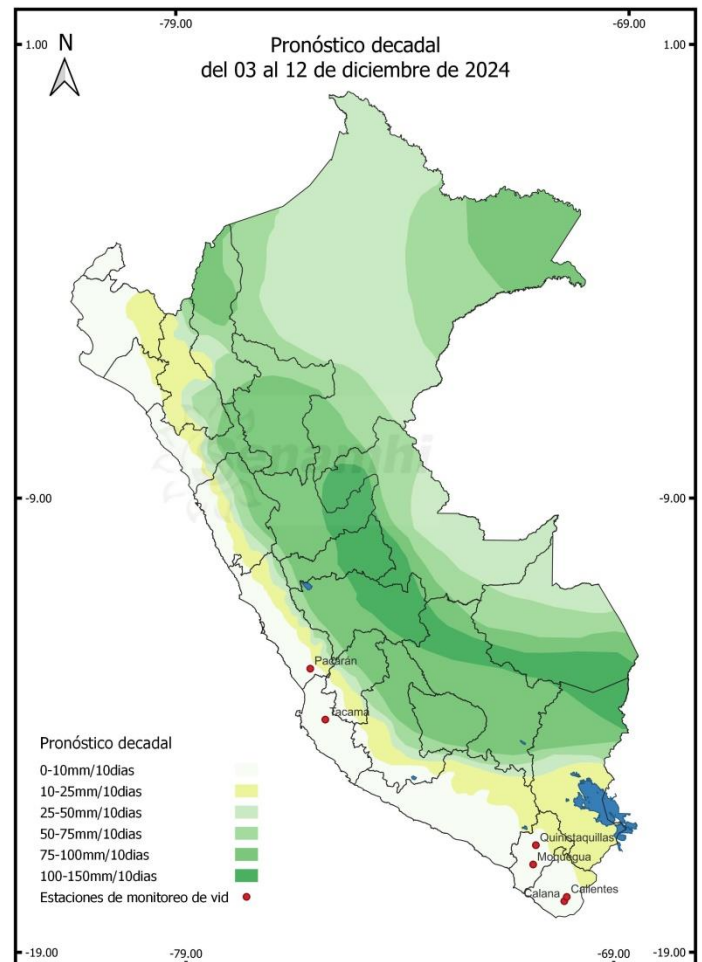 -79.00
-69.00
1.00
1.00
N
Pronóstico decadal
del 03 al 12 de diciembre de 2024
Senamhi
-9.00
-9.00
Pacarán
Tacama
Pronóstico decadal
0-10mm/10dias
10-25mm/10dias
25-50mm/10dias
50-75mm/10dias
75-100mm/10dias
100-150mm/10dias
Estaciones de monitoreo de vid
Quinistaquillas
Moquegua
Calana
Calientes
-19.00
-79.00
-69.00
-19.00